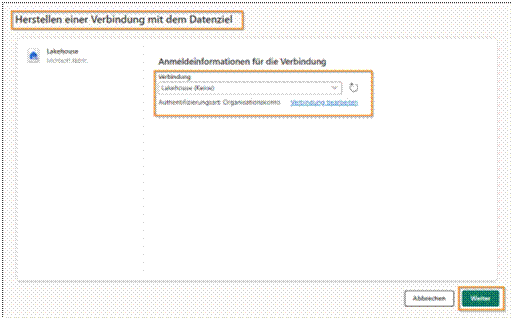 Herstellen einer Verbindung mit dem Datenziel
Lakehouse
Microsoft Fabric
Anmeldeinformationen für die Verbindung
Verbindung
Lakehouse (Keine)
Authentifizierungsart: Organisationskonto Verbindung bearbeiten
Abbrechen
Weiter